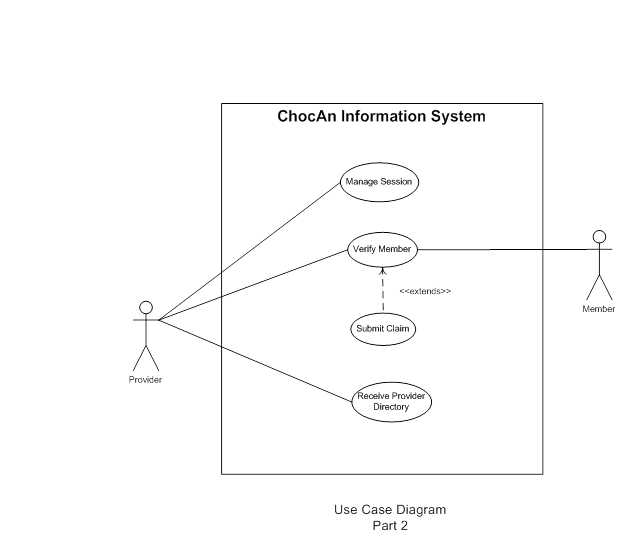 ChocAn Information System
Manage Session
Verify Member
<<extends>>
Member
Submit Claim
Provider
Receive Provider
Directory
Use Case Diagram
Part 2